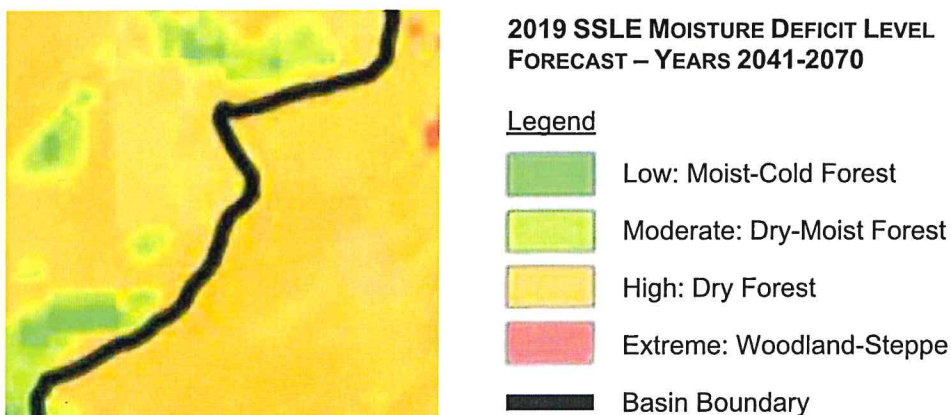 2019 SSLE MOISTURE DEFICIT LEVEL
FORECAST – YEARS 2041-2070
Legend
Low: Moist-Cold Forest
Moderate: Dry-Moist Forest
High: Dry Forest
Extreme: Woodland-Steppe
Basin Boundary